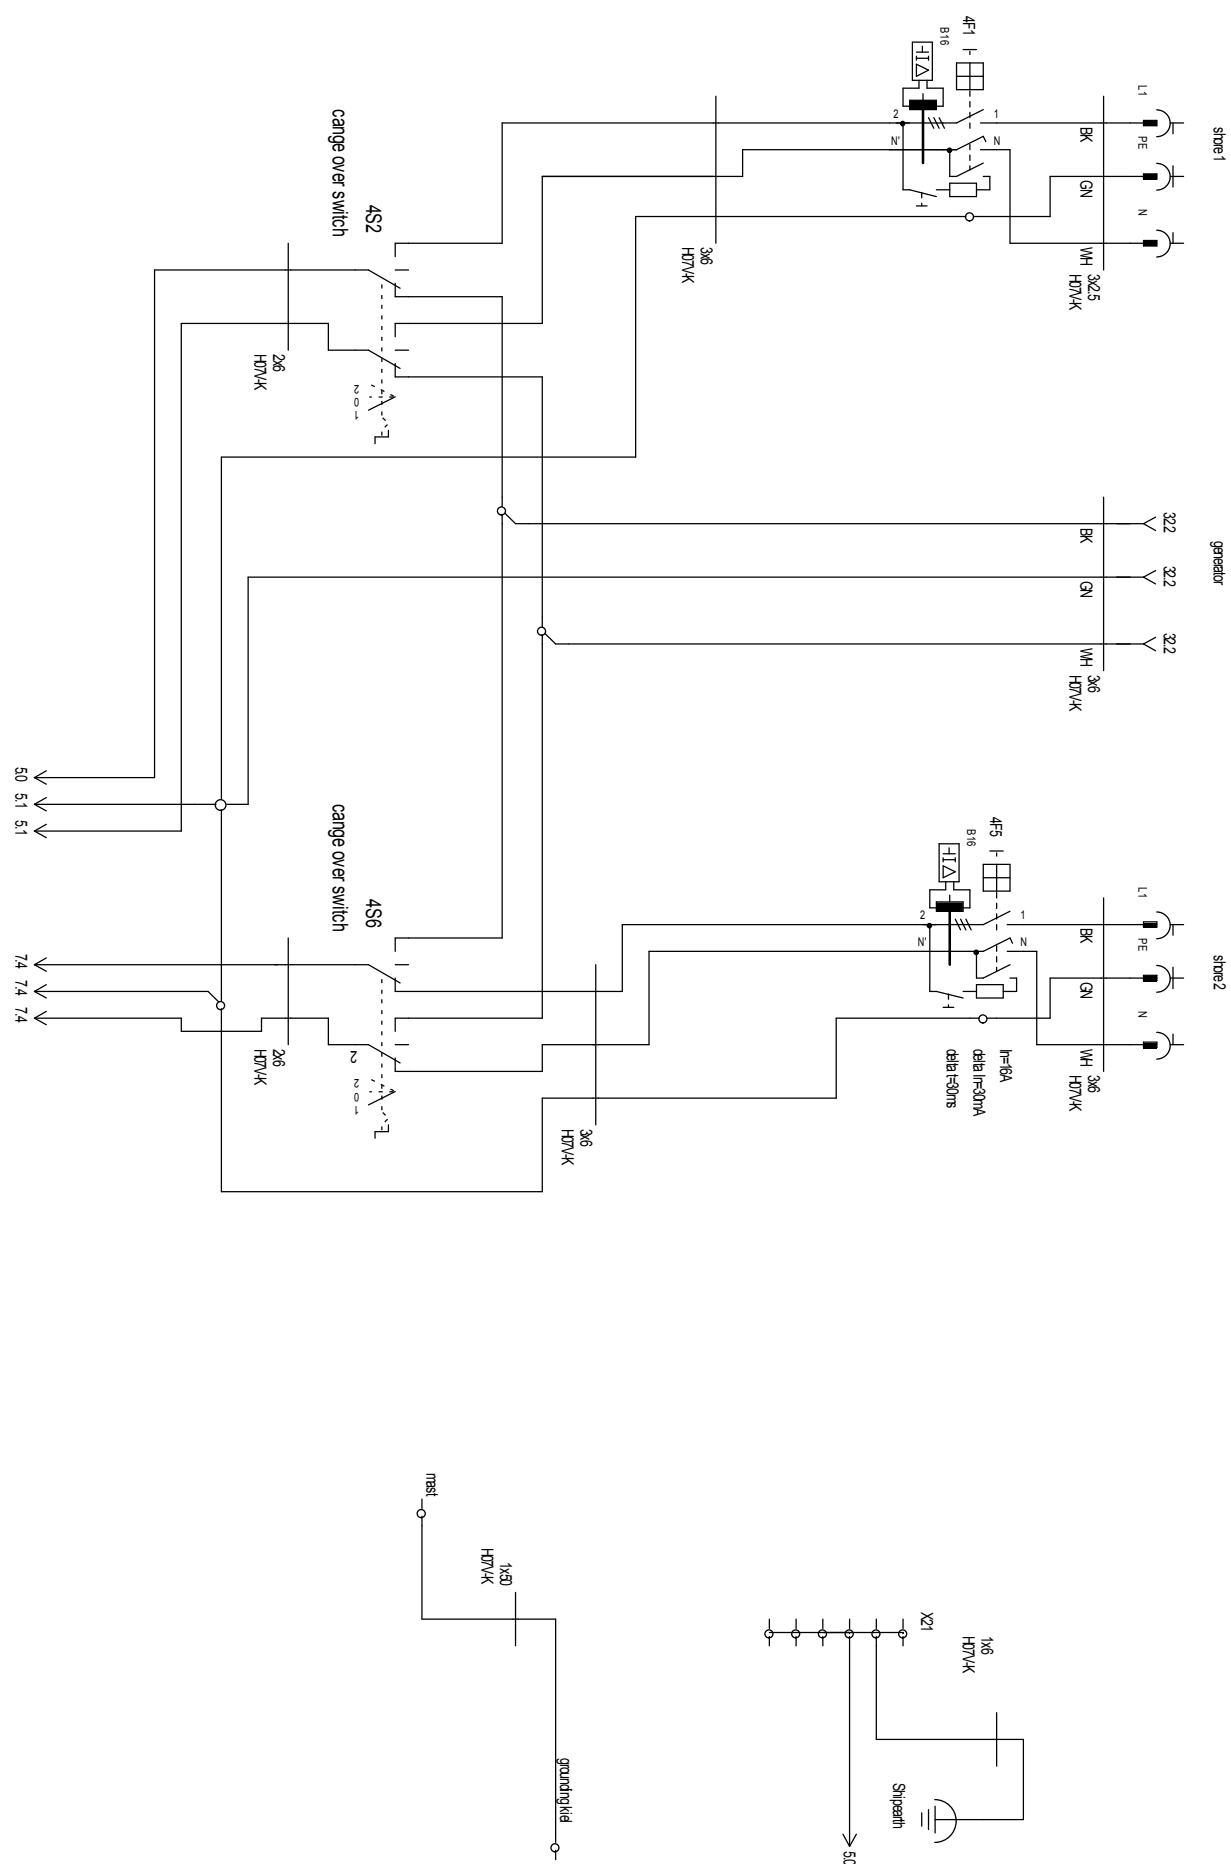 shore1
L1
PE
N
BK
GN
WH
3x2.5
H07V-K
4F1
B16
1
2
N
N'
3x6
H07V-K
4S2
cange over switch
2 0 1
2x6
H07V-K
generator
32.2
32.2
32.2
BK
GN
WH
3x6
H07V-K
5.0
5.1
5.1
shore2
L1
PE
N
BK
GN
WH
3x6
H07V-K
4F5
B16
1
2
N
N'
In=16A
delta In=30mA
delta t=30ms
3x6
H07V-K
4S6
cange over switch
2
2 0 1
2x6
H07V-K
7.4
7.4
7.4
mast
1x50
H07V-K
grounding kiel
X21
1x6
H07V-K
Shipearth
5.0